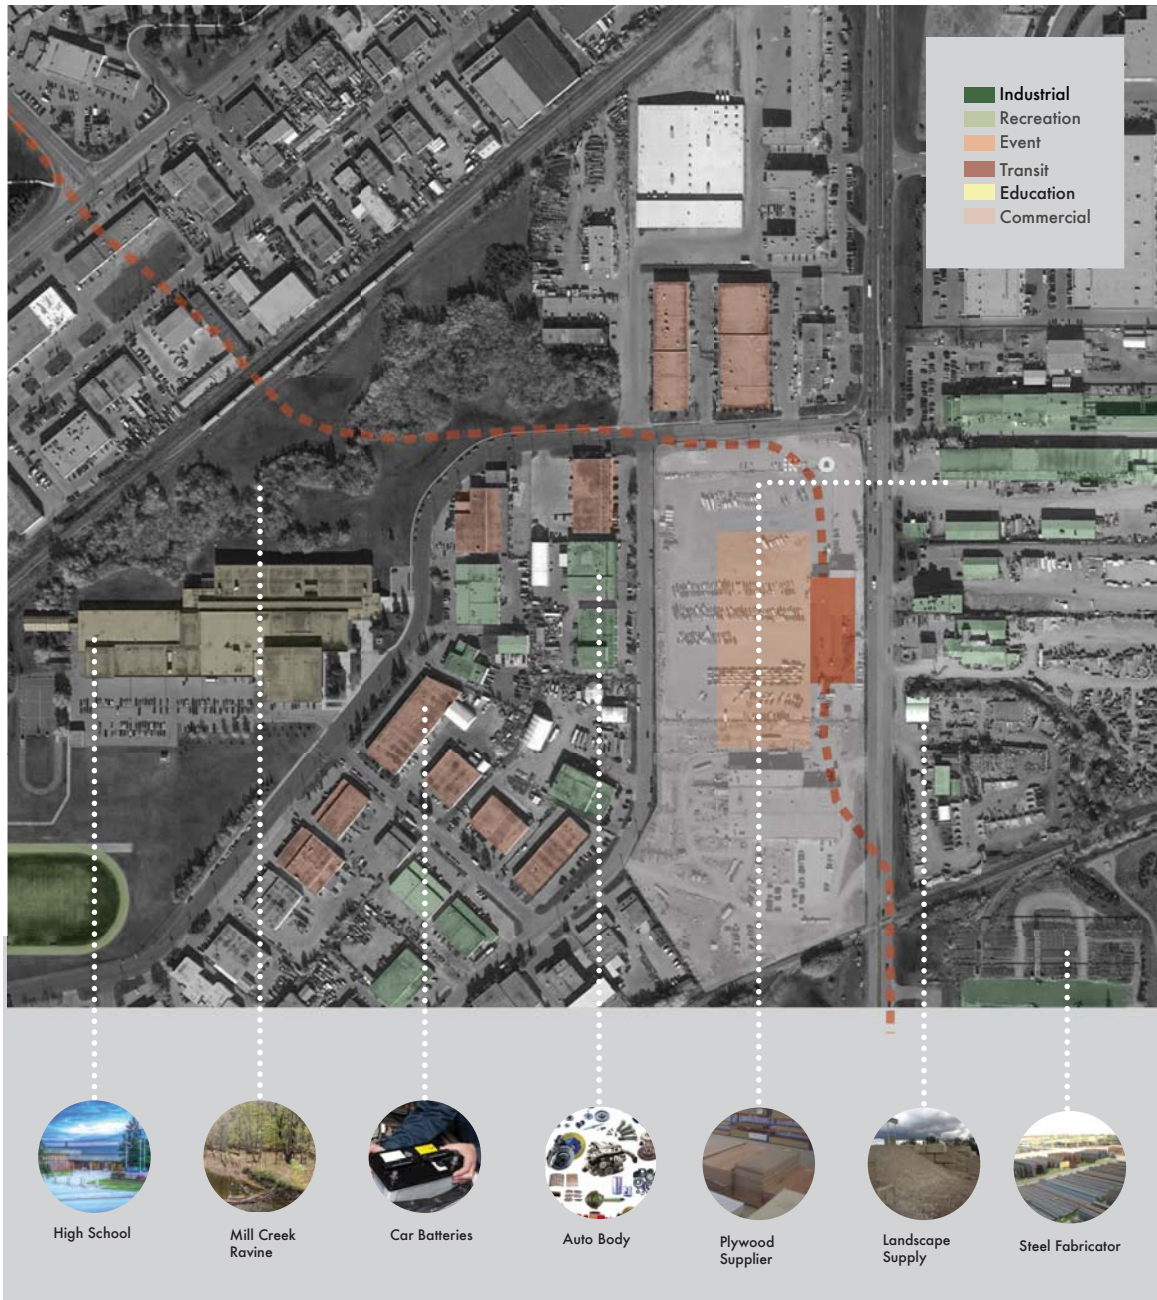 Industrial
Recreation
Event
Transit
Education
Commercial
High School
Mill Creek
Ravine
Car Batteries
Auto Body
Plywood
Supplier
Landscape
Supply
Steel Fabricator